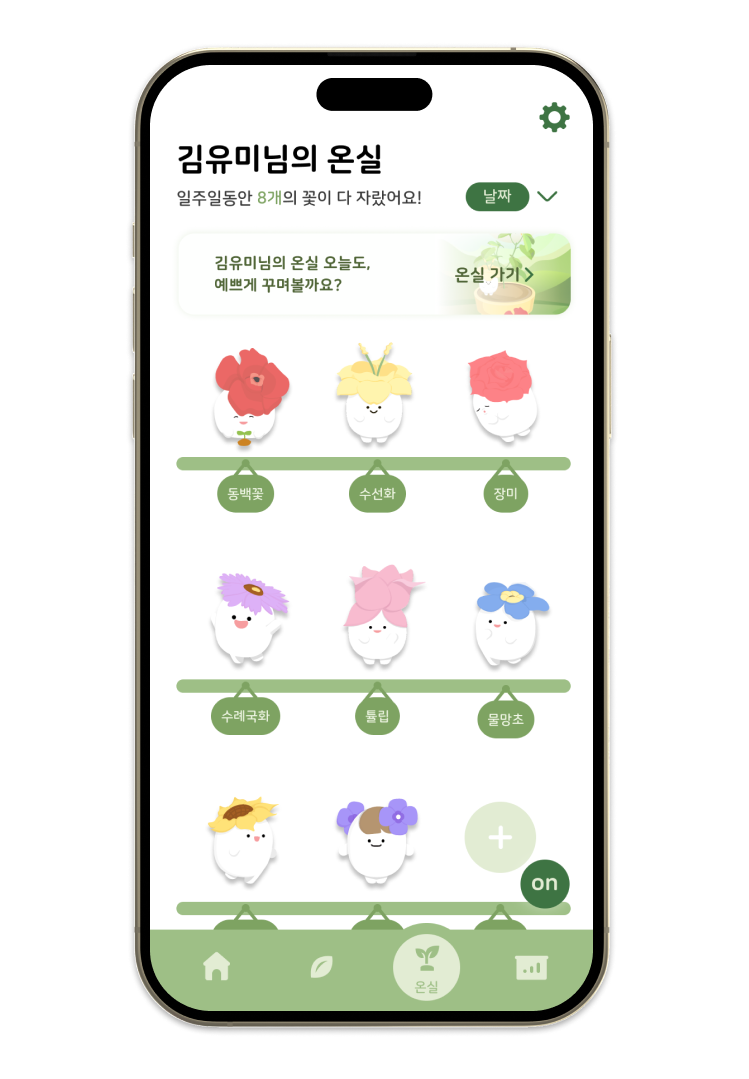 김유미님의 온실
일주일동안 8개의 꽃이 다 자랐어요!
날짜
김유미님의 온실 오늘도,
예쁘게 꾸며볼까요?
온실 가기
동백꽃
수선화
장미
수레국화
튤립
물망초
on
온실